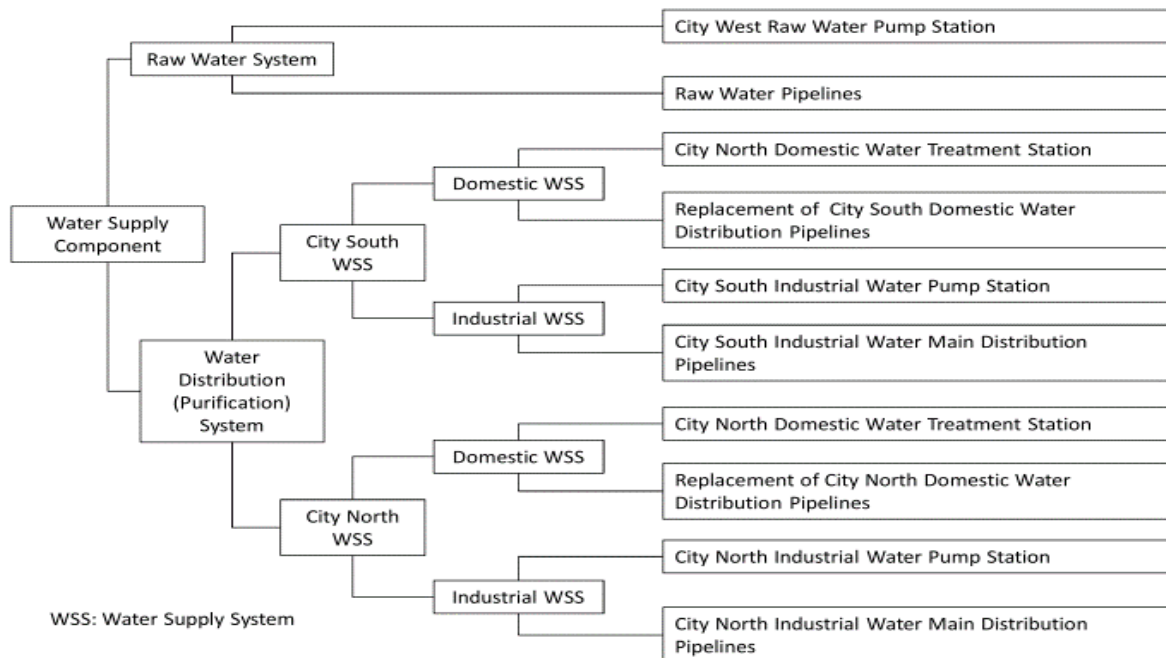 City West Raw Water Pump Station
Raw Water System
Raw Water Pipelines
City North Domestic Water Treatment Station
Domestic WSS
Replacement of City South Domestic Water
Distribution Pipelines
Water Supply
Component
City South
WSS
City South Industrial Water Pump Station
Industrial WSS
City South Industrial Water Main Distribution
Pipelines
Water
Distribution
(Purification)
System
City North Domestic Water Treatment Station
Domestic WSS
Replacement of City North Domestic Water
Distribution Pipelines
City North
WSS
City North Industrial Water Pump Station
Industrial WSS
City North Industrial Water Main Distribution
Pipelines
WSS: Water Supply System